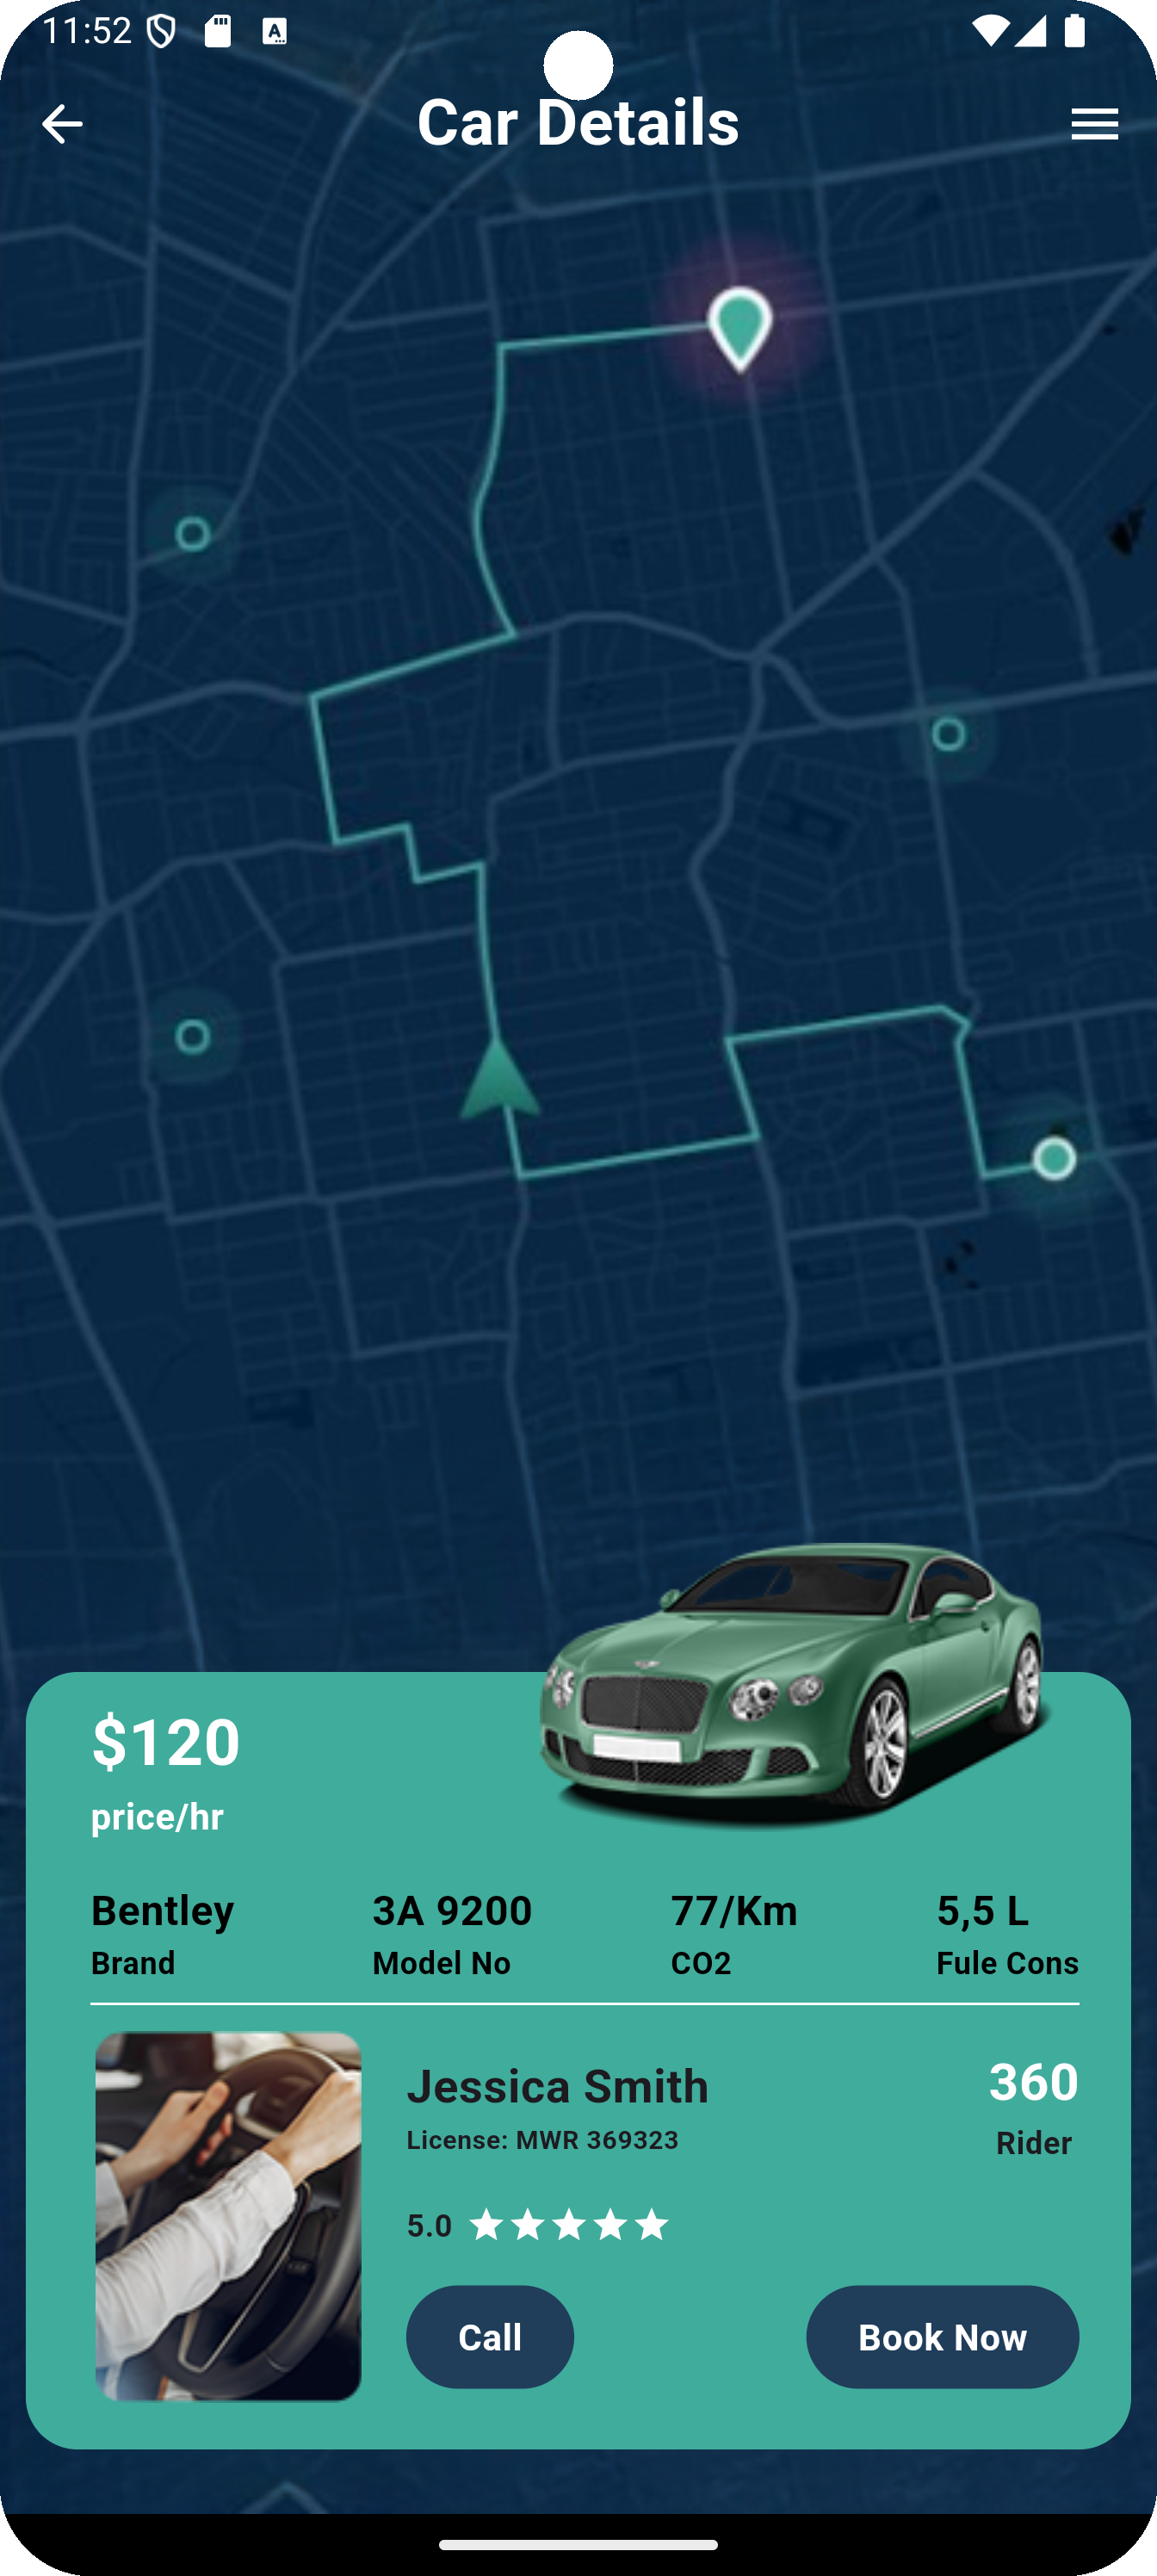 11:52
Car Details
$120
price/hr
Bentley 3A 9200 77/Km 5,5 L
Brand Model No CO2 Fule Cons
Jessica Smith 360
License: MWR 369323 Rider
5.0
Call Book Now